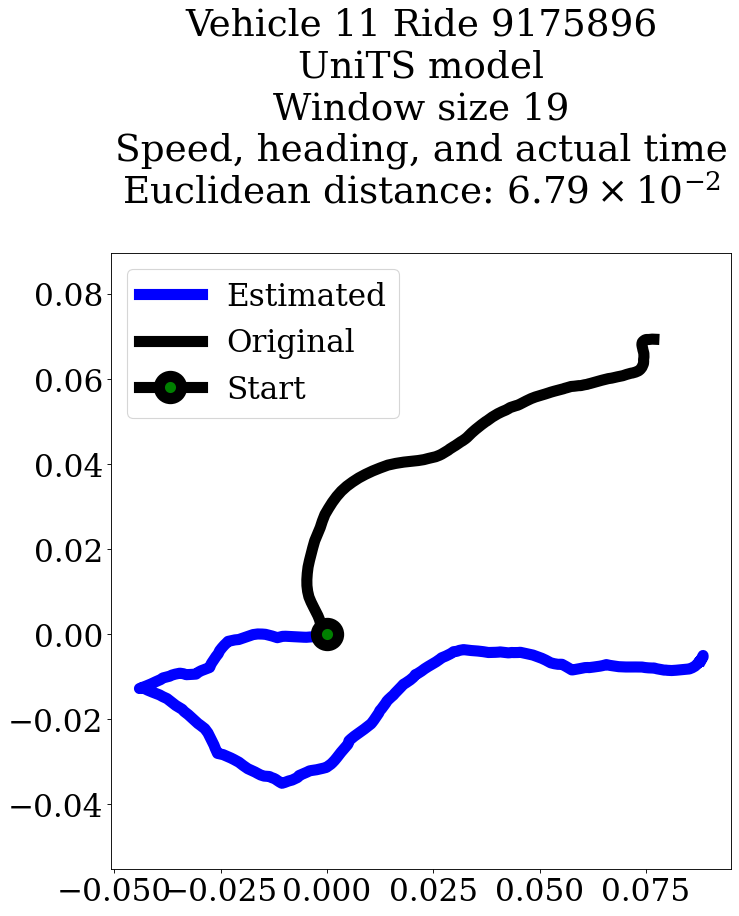 Vehicle 11 Ride 9175896
UniTS model
Window size 19
Speed, heading, and actual time
Euclidean distance: 6.79 × 10⁻²
Estimated
Original
Start
0.08
0.06
0.04
0.02
0.00
−0.02
−0.04
−0.050 −0.025 0.000 0.025 0.050 0.075